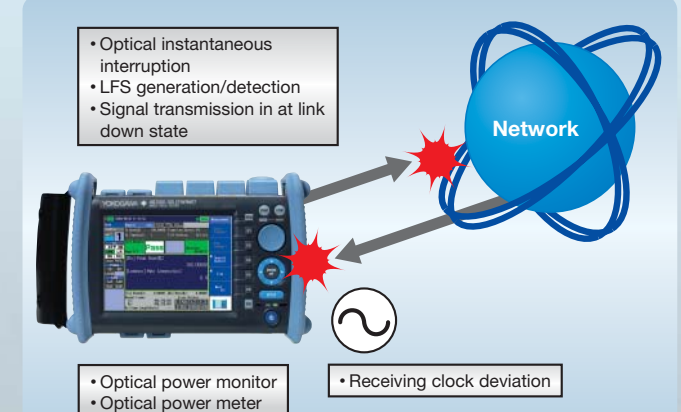 • Optical instantaneous
interruption
• LFS generation/detection
• Signal transmission in at link
down state
Network
YOKOGAWA
Pass
• Optical power monitor
• Optical power meter
• Receiving clock deviation